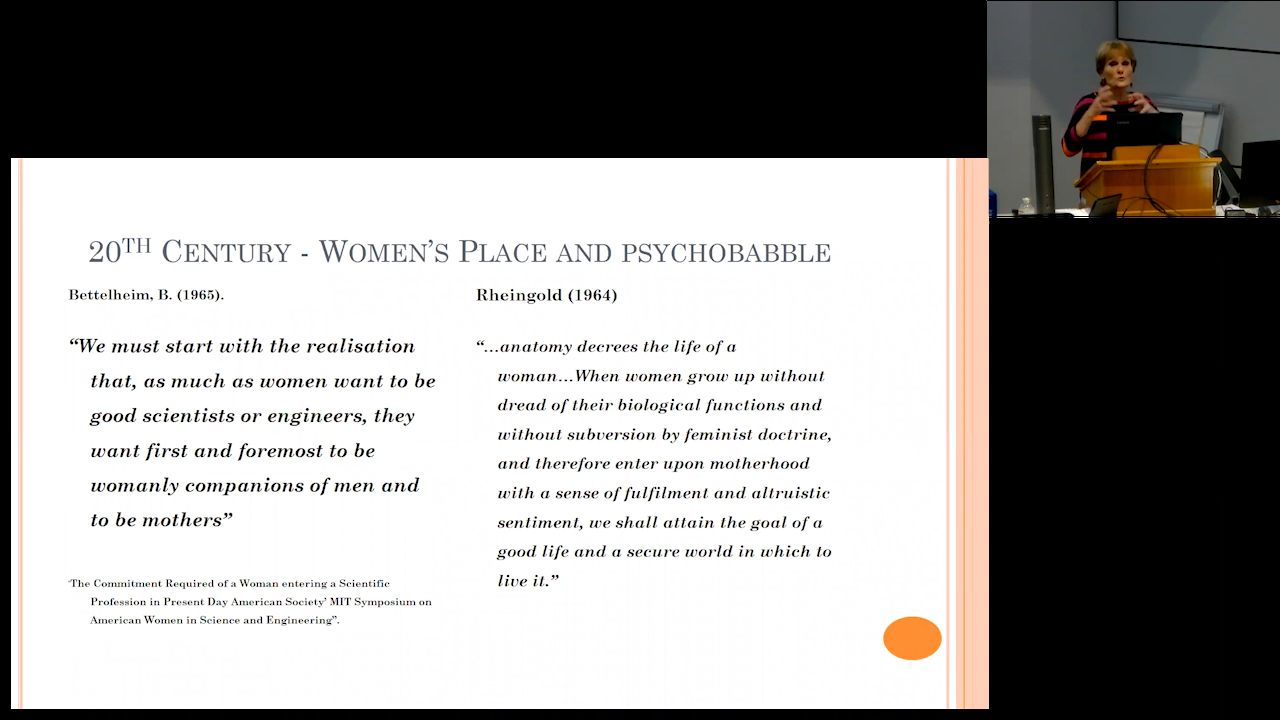 20TH CENTURY - WOMEN'S PLACE AND PSYCHOBABBLE
Bettelheim, B. (1965).
“We must start with the realisation
that, as much as women want to be
good scientists or engineers, they
want first and foremost to be
womanly companions of men and
to be mothers”
‘The Commitment Required of a Woman entering a Scientific
Profession in Present Day American Society’ MIT Symposium on
American Women in Science and Engineering”.
Rheingold (1964)
“…anatomy decrees the life of a
woman…When women grow up without
dread of their biological functions and
without subversion by feminist doctrine,
and therefore enter upon motherhood
with a sense of fulfilment and altruistic
sentiment, we shall attain the goal of a
good life and a secure world in which to
live it.”